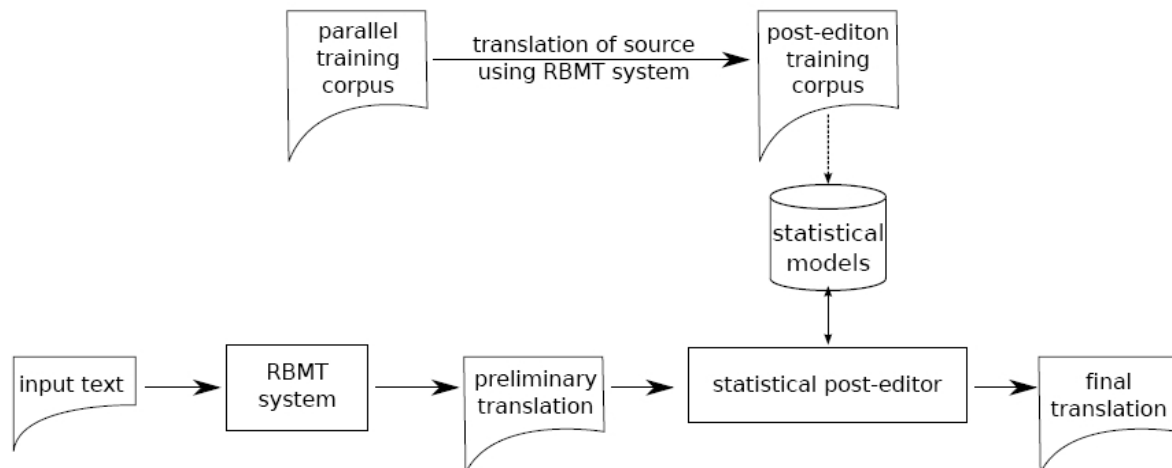 parallel
training
corpus
translation of source
using RBMT system
post-editon
training
corpus
statistical
models
input text
RBMT
system
preliminary
translation
statistical post-editor
final
translation